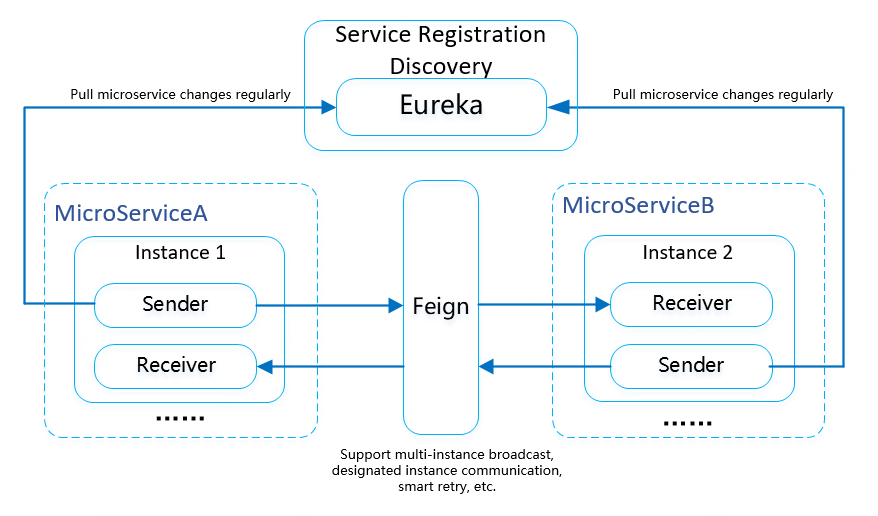 Service Registration
Discovery
Eureka
Pull microservice changes regularly
Pull microservice changes regularly
MicroServiceA
Instance 1
Sender
Receiver
......
Feign
MicroServiceB
Instance 2
Receiver
Sender
......
Support multi-instance broadcast,
designated instance communication,
smart retry, etc.